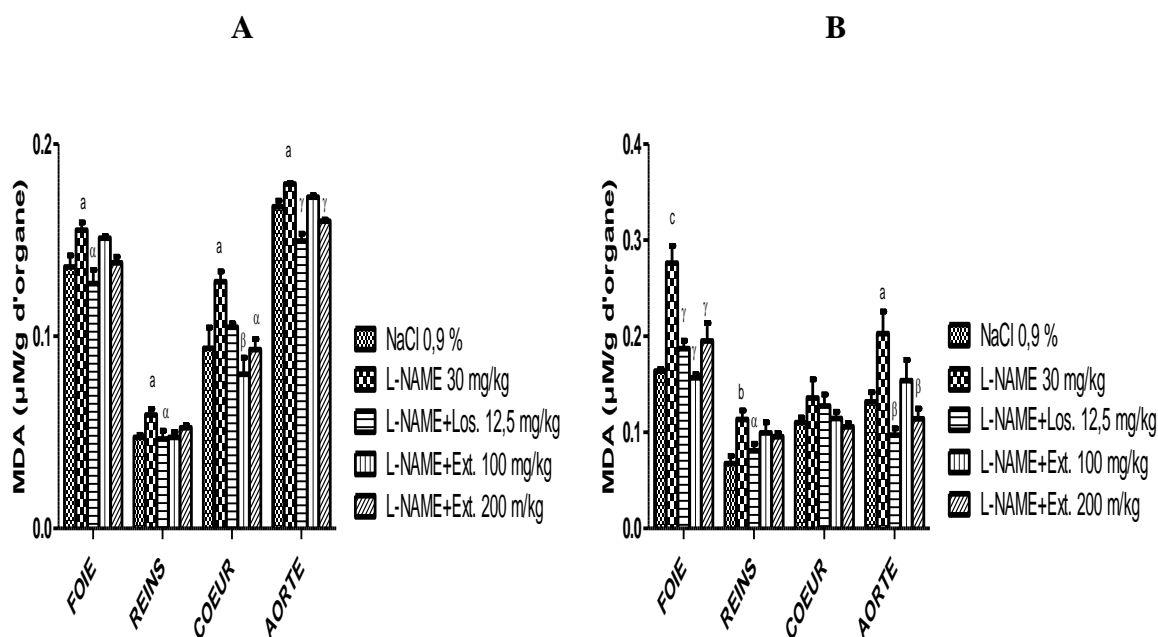 A
B
0.2
0.1
0.0
MDA (µM/g d'organe)
a
α
a
α
a
β
α
a
γ
γ
FOIE
REINS
COEUR
AORTE
NaCl 0,9 %
L-NAME 30 mg/kg
L-NAME+Los. 12,5 mg/kg
L-NAME+Ext. 100 mg/kg
L-NAME+Ext. 200 m/kg
0.4
0.3
0.2
0.1
0.0
MDA (µM/g d'organe)
c
γ
γ
γ
b
α
a
β
β
FOIE
REINS
COEUR
AORTE
NaCl 0,9 %
L-NAME 30 mg/kg
L-NAME+Los. 12,5 mg/kg
L-NAME+Ext. 100 mg/kg
L-NAME+Ext. 200 m/kg